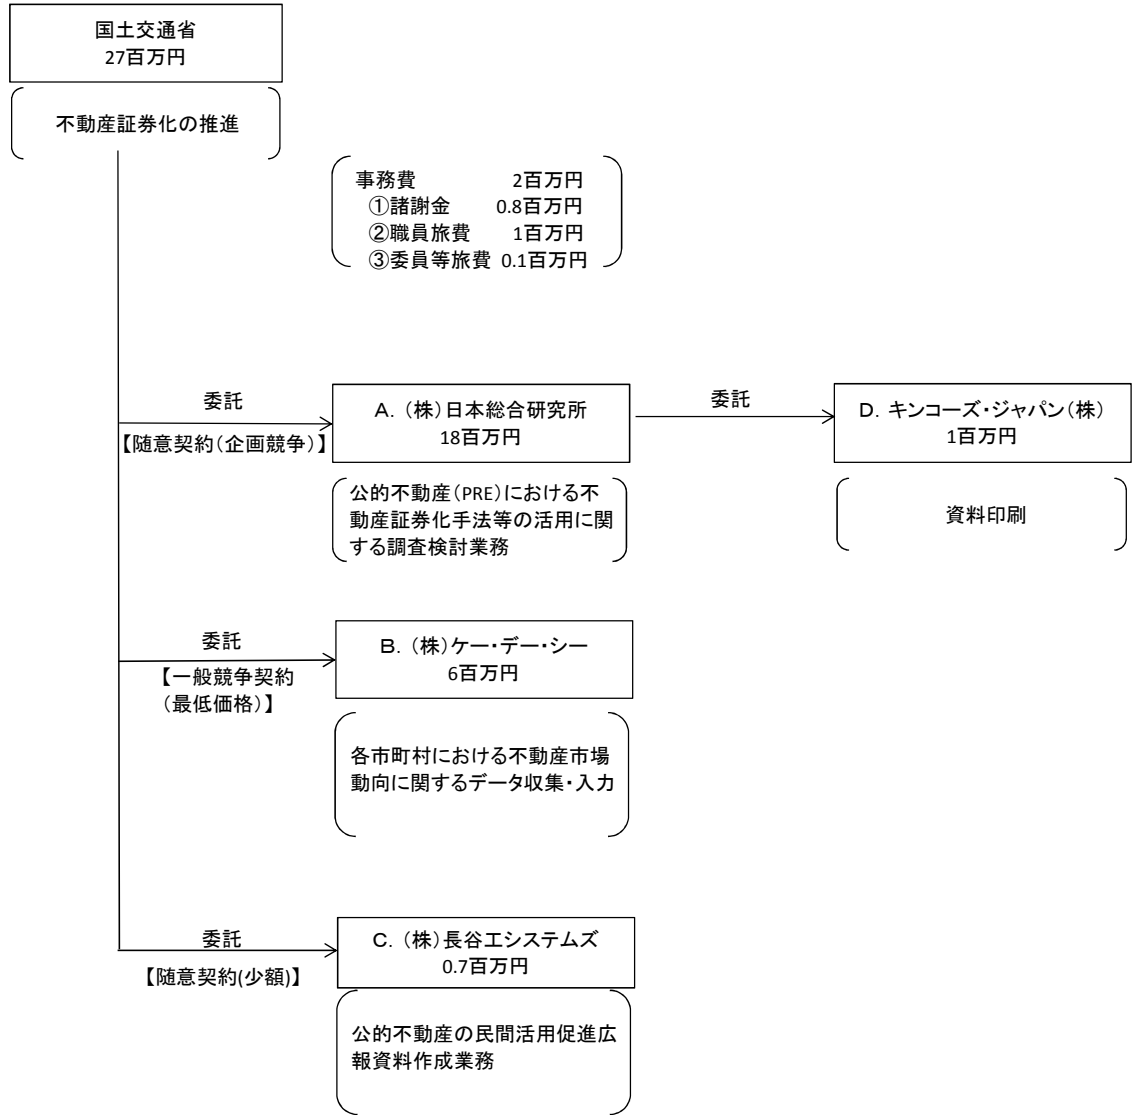 国土交通省
27百万円
不動産証券化の推進
事務費 2百万円
①諸謝金 0.8百万円
②職員旅費 1百万円
③委員等旅費 0.1百万円
委託
【随意契約(企画競争)】
A. (株)日本総合研究所
18百万円
公的不動産(PRE)における不
動産証券化手法等の活用に関
する調査検討業務
委託
D. キンコーズ・ジャパン(株)
1百万円
資料印刷
委託
【一般競争契約
(最低価格)】
B. (株)ケー・デー・シー
6百万円
各市町村における不動産市場
動向に関するデータ収集・入力
委託
【随意契約(少額)】
C. (株)長谷工システムズ
0.7百万円
公的不動産の民間活用促進広
報資料作成業務